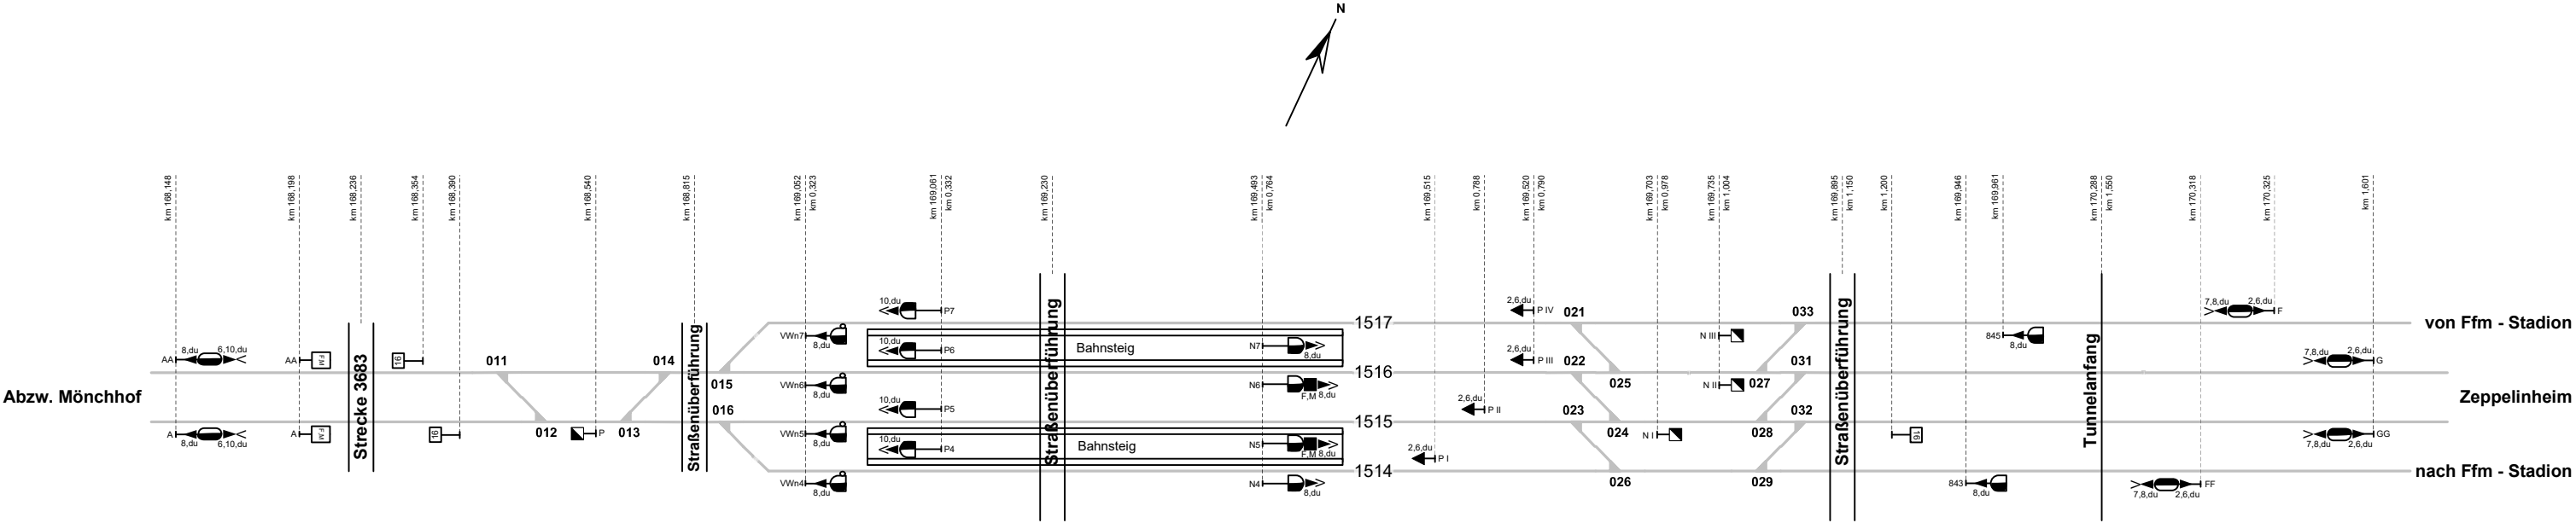 N
km 168,148
km 168,198
km 168,236
km 168,354
km 168,390
km 168,540
km 168,815
km 169,052
km 0,323
km 169,061
km 0,332
km 169,230
km 169,493
km 0,764
km 169,515
km 0,788
km 169,520
km 0,790
km 169,703
km 0,978
km 169,735
km 1,004
km 169,895
km 1,150
km 1,200
km 169,946
km 169,961
km 170,288
km 1,550
km 170,318
km 170,325
km 1,601
10,du
P7
2,6,du
P IV
021
033
7,8,du
2,6,du
F
1517
von Ffm - Stadion
VWn7
8,du
10,du
P6
Bahnsteig
N7
8,du
N III
845
8,du
AA
8,du
6,10,du
AA
F,M
16
011
014
2,6,du
P III
022
031
7,8,du
2,6,du
G
1516
015
VWn6
8,du
N6
F,M
8,du
025
N II
027
Abzw. Mönchhof
Zeppelinheim
016
10,du
P5
2,6,du
P II
023
032
1515
A
8,du
6,10,du
A
F,M
16
012
P
013
VWn5
8,du
10,du
P4
Bahnsteig
N5
F,M
8,du
024
N I
028
16
7,8,du
2,6,du
GG
2,6,du
P I
1514
nach Ffm - Stadion
VWn4
8,du
N4
8,du
026
029
843
8,du
7,8,du
2,6,du
FF
Strecke 3683
Straßenüberführung
Straßenüberführung
Straßenüberführung
Tunnelanfang